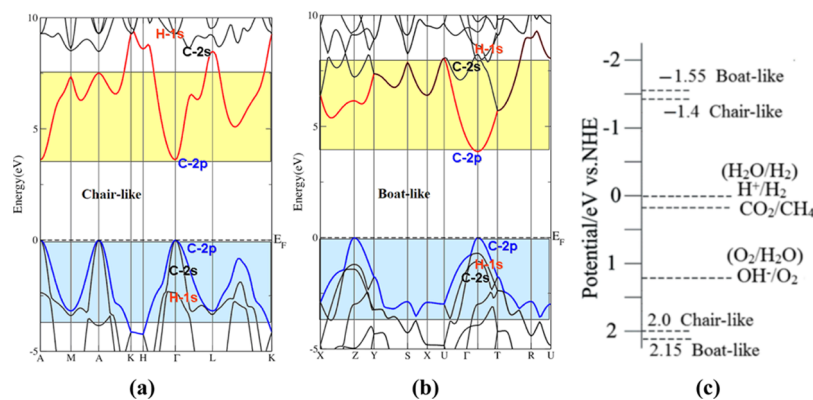 10
5
0
-5
Energy(eV)
H-1s
C-2s
C-2p
Chair-like
E_F
C-2p
C-2s
H-1s
A M A K H Γ L K
(a)
10
5
0
-5
Energy(eV)
H-1s
C-2s
C-2p
Boat-like
E_F
C-2p
H-1s
C-2s
X Z Y S X U Γ T R U
(b)
Potential/eV vs.NHE
-2
−1.55 Boat-like
−1.4 Chair-like
-1
(H₂O/H₂)
H⁺/H₂
0
CO₂/CH₄
(O₂/H₂O)
1
OH⁻/O₂
2.0 Chair-like
2
2.15 Boat-like
(c)